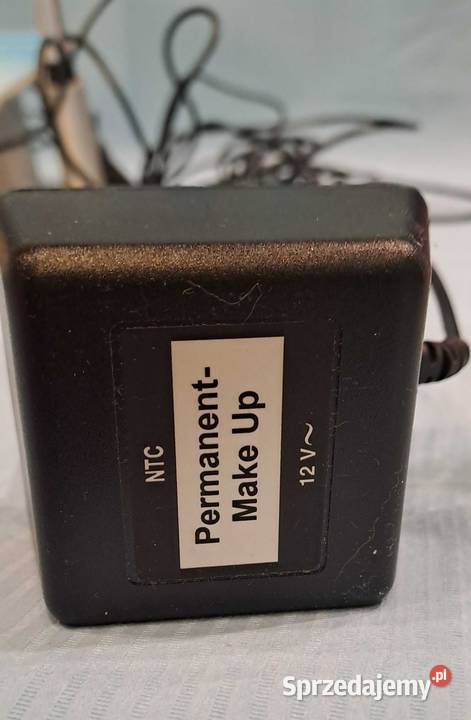 NTC
Permanent-
Make Up
12 V~
Sprzedajemy.pl